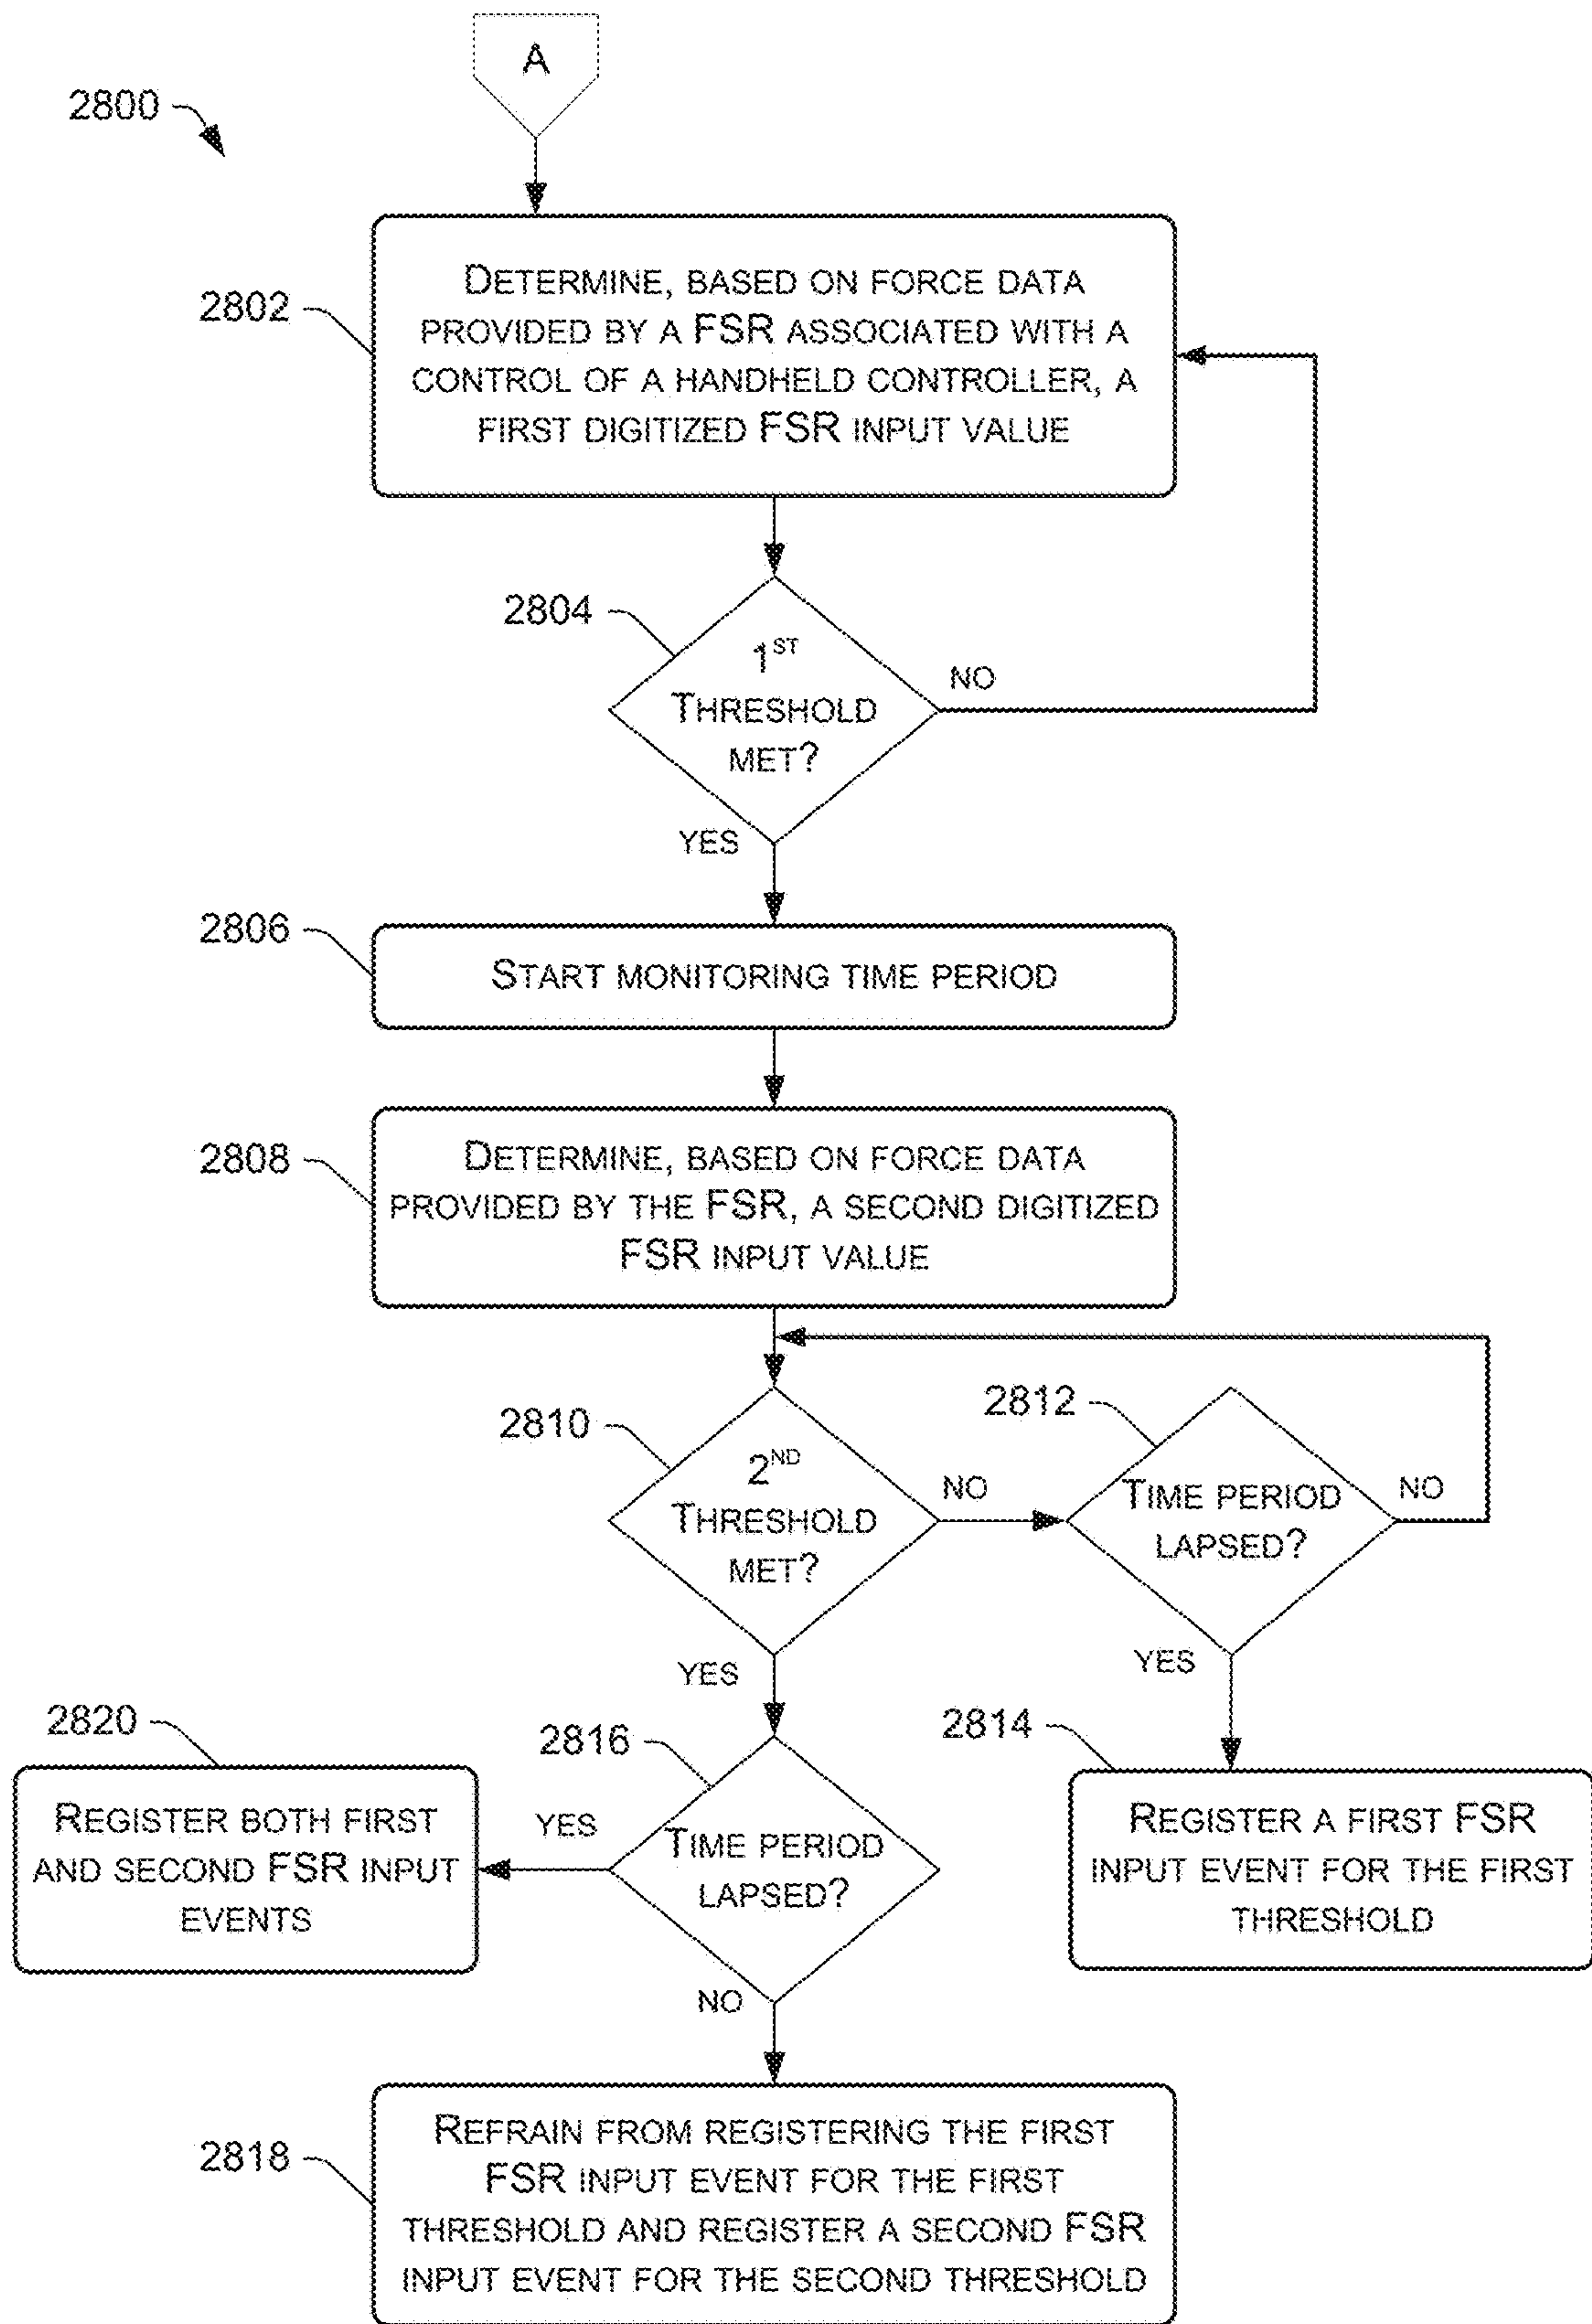 A
2800
2802
DETERMINE, BASED ON FORCE DATA
PROVIDED BY A FSR ASSOCIATED WITH A
CONTROL OF A HANDHELD CONTROLLER, A
FIRST DIGITIZED FSR INPUT VALUE
2804
1ST
THRESHOLD
MET?
NO
YES
2806
START MONITORING TIME PERIOD
2808
DETERMINE, BASED ON FORCE DATA
PROVIDED BY THE FSR, A SECOND DIGITIZED
FSR INPUT VALUE
2810
2ND
THRESHOLD
MET?
NO
2812
TIME PERIOD
LAPSED?
NO
YES
YES
2820
REGISTER BOTH FIRST
AND SECOND FSR INPUT
EVENTS
2816
YES
TIME PERIOD
LAPSED?
NO
2814
REGISTER A FIRST FSR
INPUT EVENT FOR THE FIRST
THRESHOLD
2818
REFRAIN FROM REGISTERING THE FIRST
FSR INPUT EVENT FOR THE FIRST
THRESHOLD AND REGISTER A SECOND FSR
INPUT EVENT FOR THE SECOND THRESHOLD